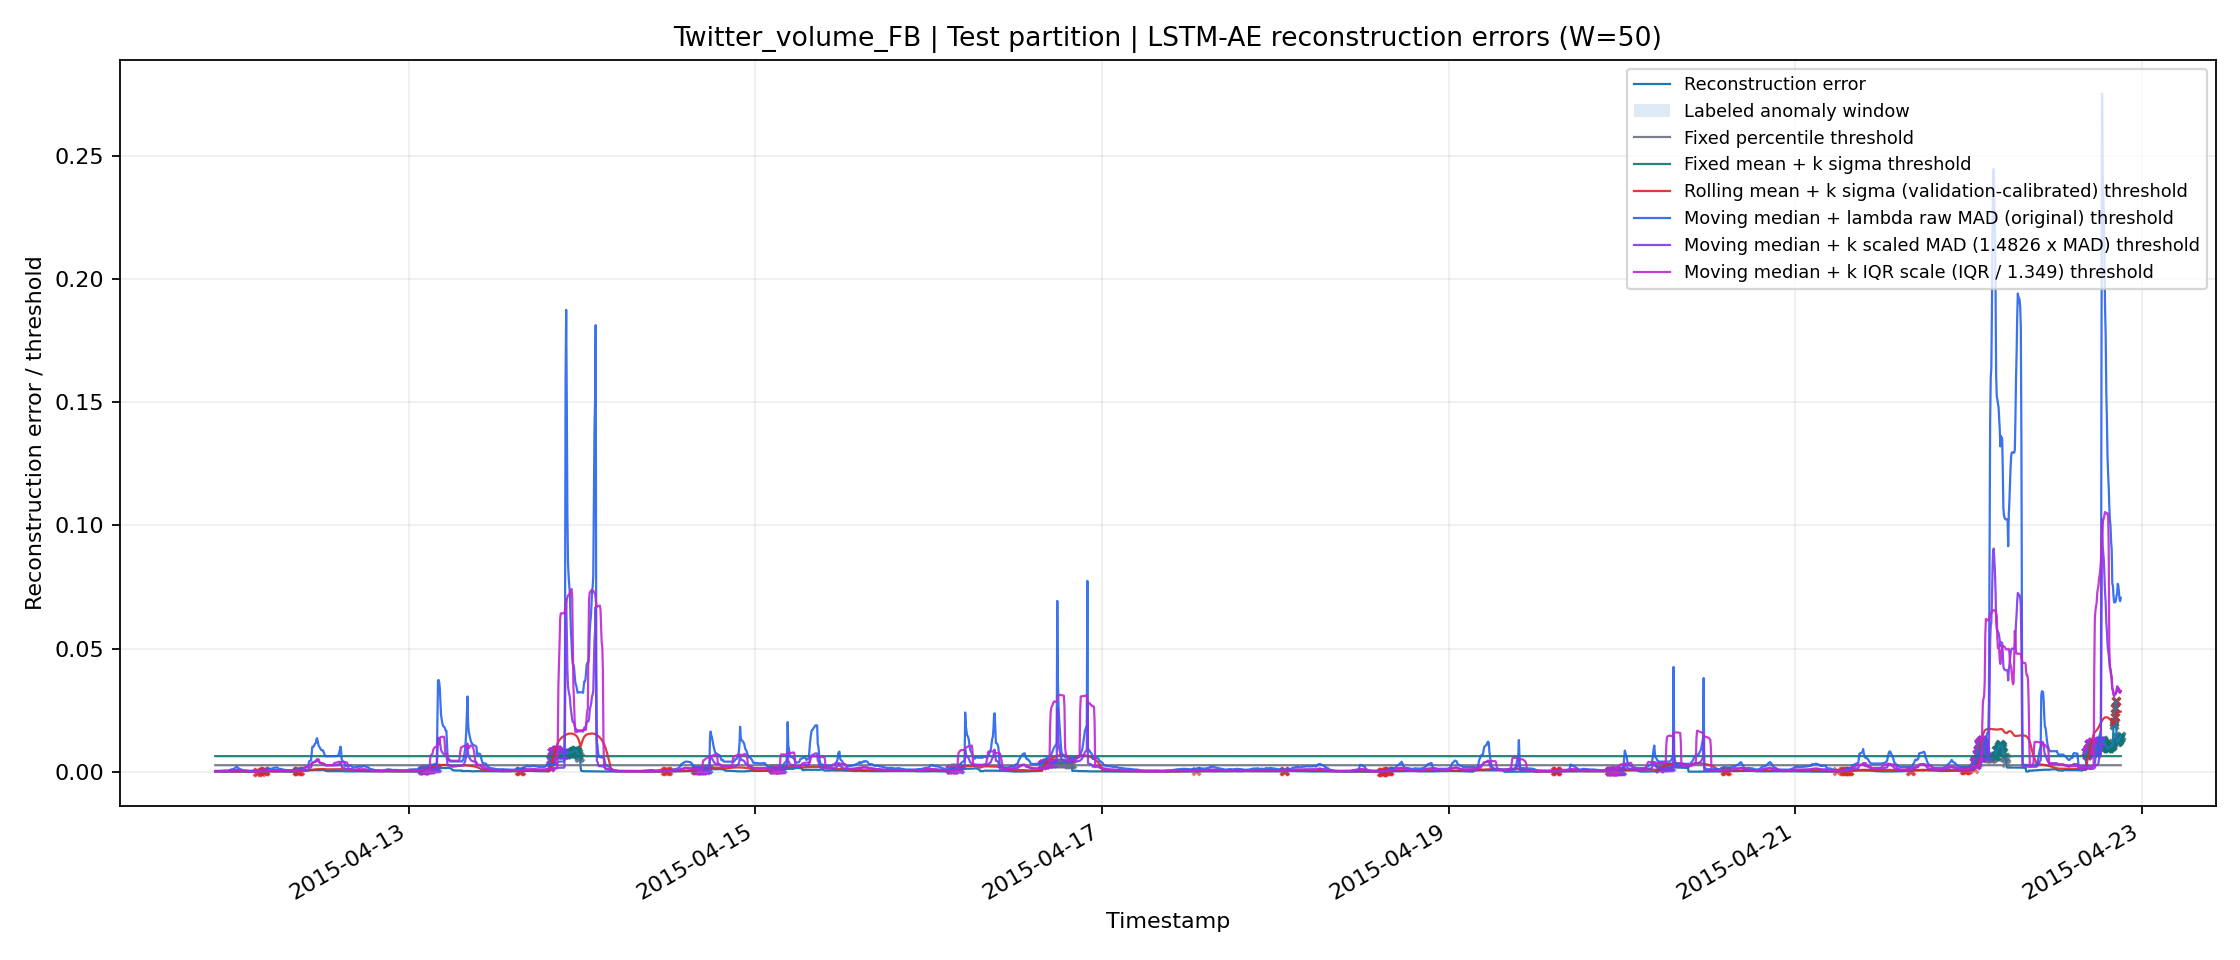 Twitter_volume_FB | Test partition | LSTM-AE reconstruction errors (W=50)
Reconstruction error
Labeled anomaly window
Fixed percentile threshold
Fixed mean + k sigma threshold
Rolling mean + k sigma (validation-calibrated) threshold
Moving median + lambda raw MAD (original) threshold
Moving median + k scaled MAD (1.4826 x MAD) threshold
Moving median + k IQR scale (IQR / 1.349) threshold
Reconstruction error / threshold
0.25
0.20
0.15
0.10
0.05
0.00
2015-04-13
2015-04-15
2015-04-17
2015-04-19
2015-04-21
2015-04-23
Timestamp